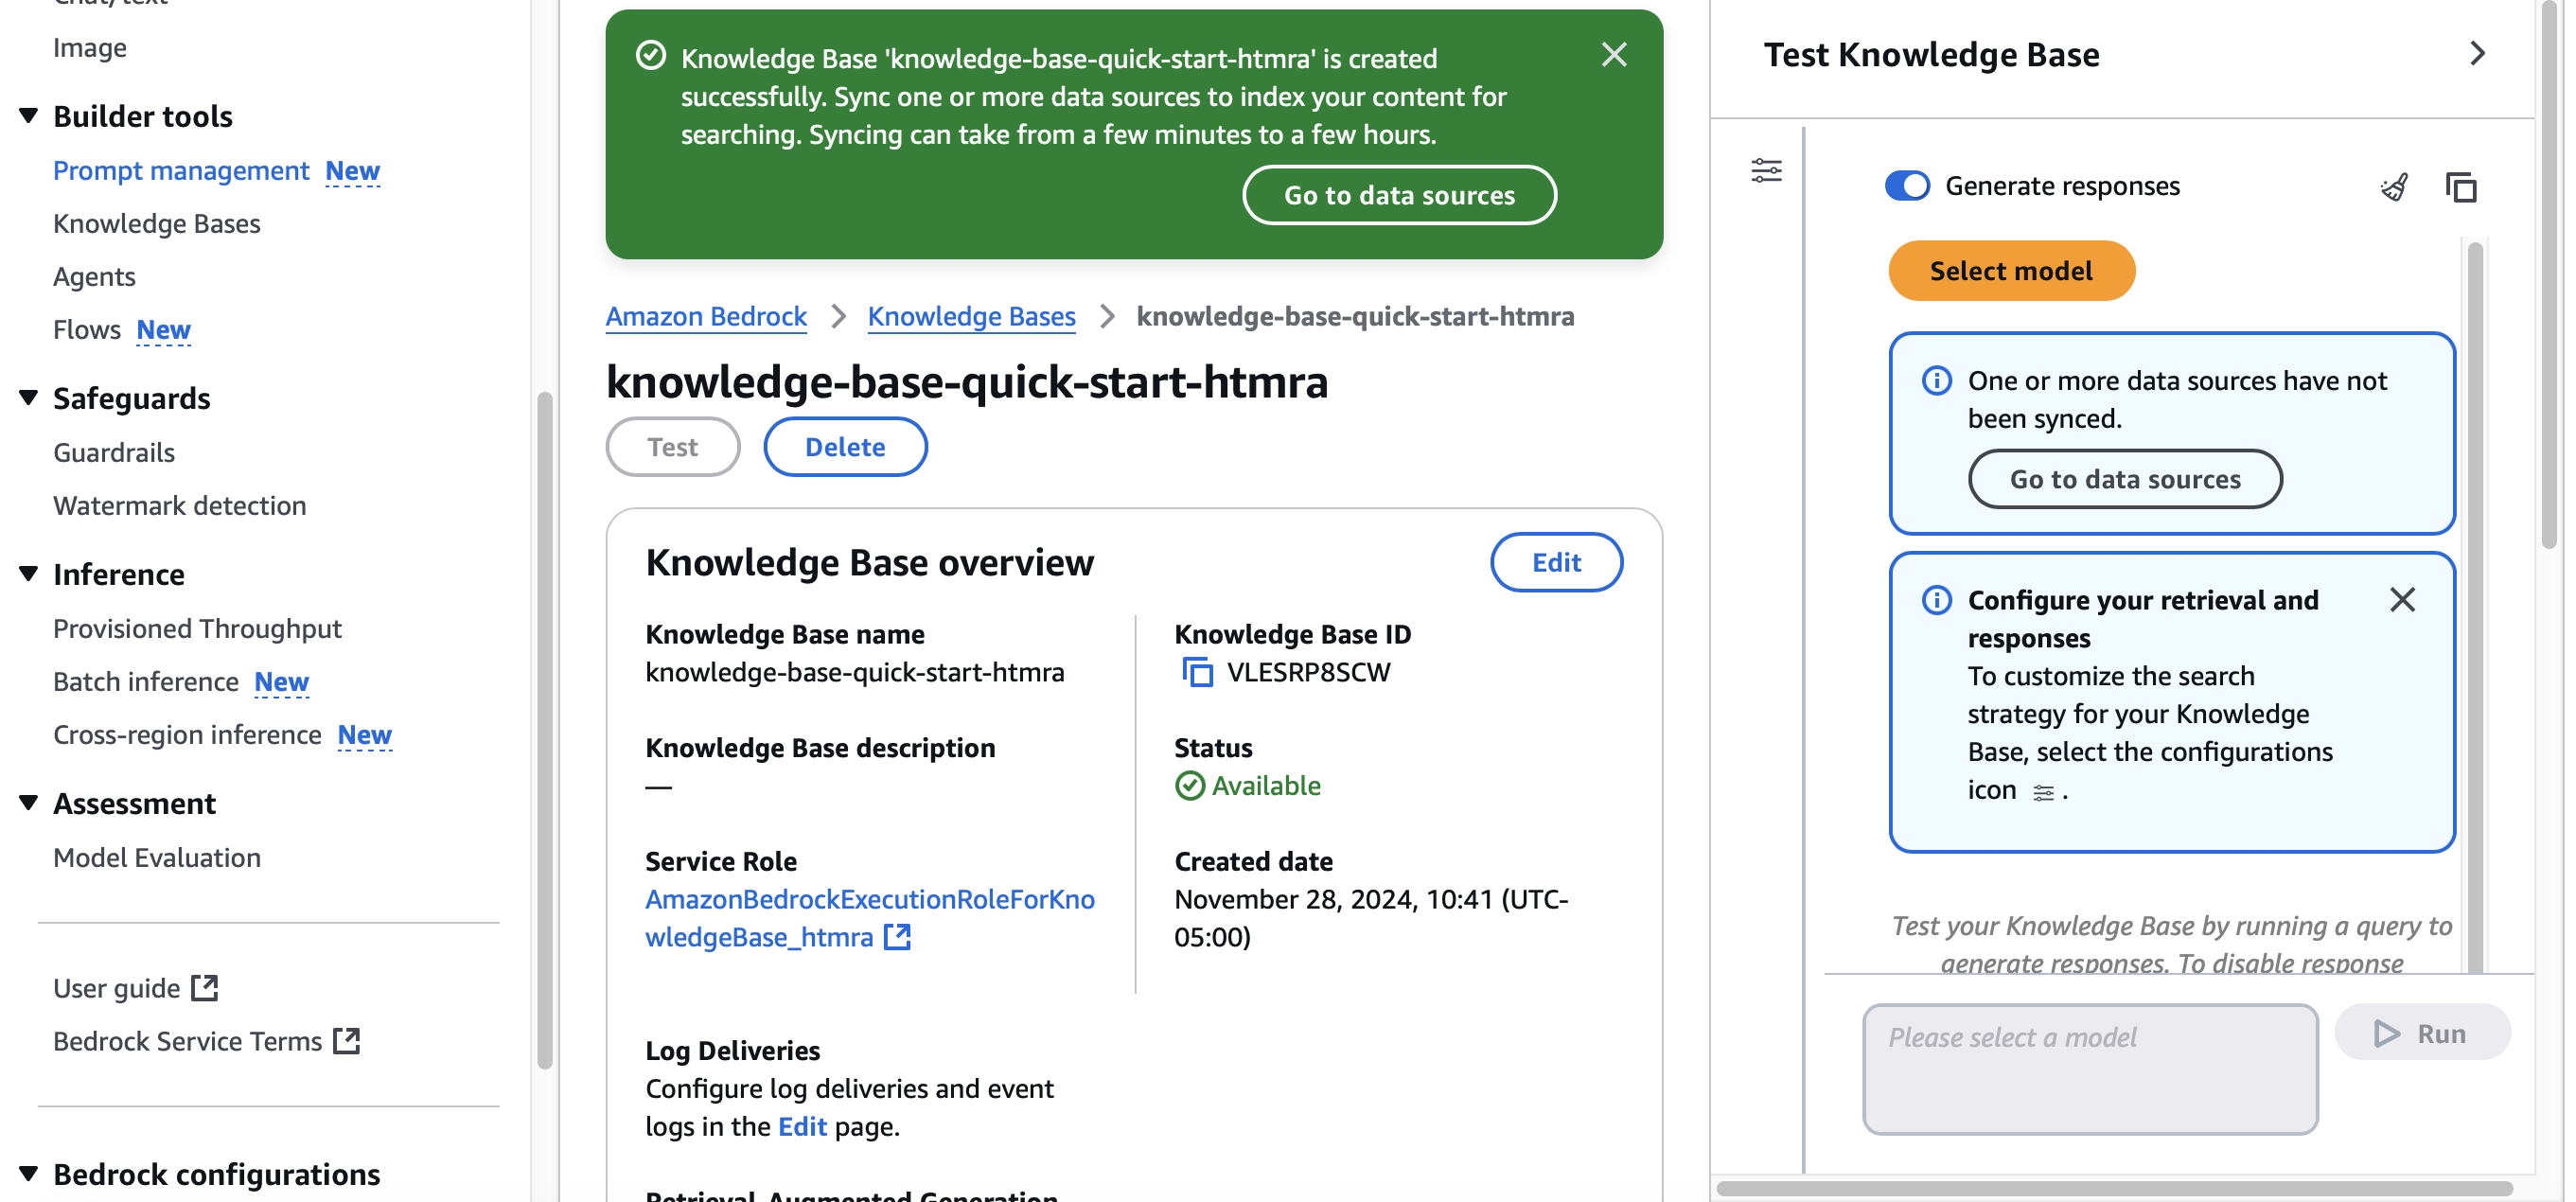 Chat/text
Image
Builder tools
Prompt management New
Knowledge Bases
Agents
Flows New
Safeguards
Guardrails
Watermark detection
Inference
Provisioned Throughput
Batch inference New
Cross-region inference New
Assessment
Model Evaluation
User guide
Bedrock Service Terms
Bedrock configurations
Knowledge Base 'knowledge-base-quick-start-htmra' is created
successfully. Sync one or more data sources to index your content for
searching. Syncing can take from a few minutes to a few hours.
Go to data sources
Amazon Bedrock > Knowledge Bases > knowledge-base-quick-start-htmra
knowledge-base-quick-start-htmra
Test Delete
Knowledge Base overview
Edit
Knowledge Base name
knowledge-base-quick-start-htmra
Knowledge Base description
—
Service Role
AmazonBedrockExecutionRoleForKno
wledgeBase_htmra
Knowledge Base ID
VLESRP8SCW
Status
Available
Created date
November 28, 2024, 10:41 (UTC-
05:00)
Log Deliveries
Configure log deliveries and event
logs in the Edit page.
Retrieval-Augmented Generation
Test Knowledge Base
Generate responses
Select model
One or more data sources have not
been synced.
Go to data sources
Configure your retrieval and
responses
To customize the search
strategy for your Knowledge
Base, select the configurations
icon .
Test your Knowledge Base by running a query to
generate responses. To disable response
Please select a model
Run